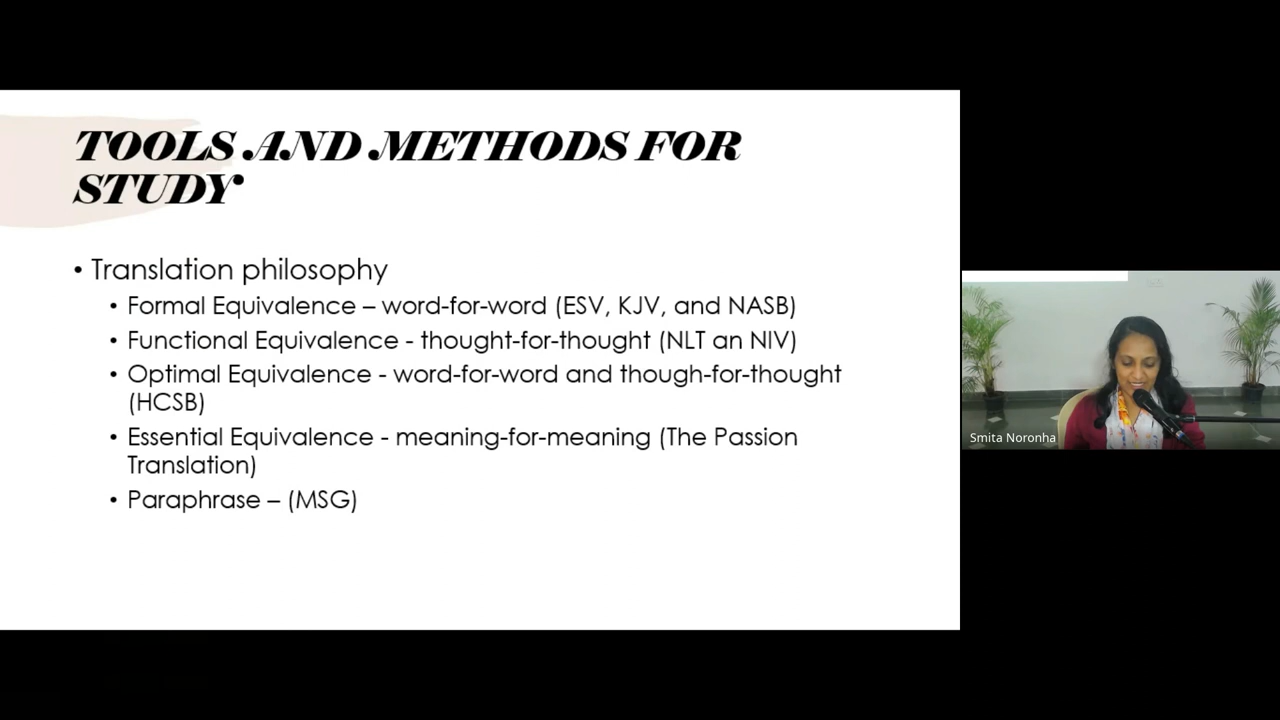 TOOLS AND METHODS FOR
STUDY
• Translation philosophy
• Formal Equivalence – word-for-word (ESV, KJV, and NASB)
• Functional Equivalence - thought-for-thought (NLT an NIV)
• Optimal Equivalence - word-for-word and though-for-thought
(HCSB)
• Essential Equivalence - meaning-for-meaning (The Passion
Translation)
• Paraphrase – (MSG)
Smita Noronha